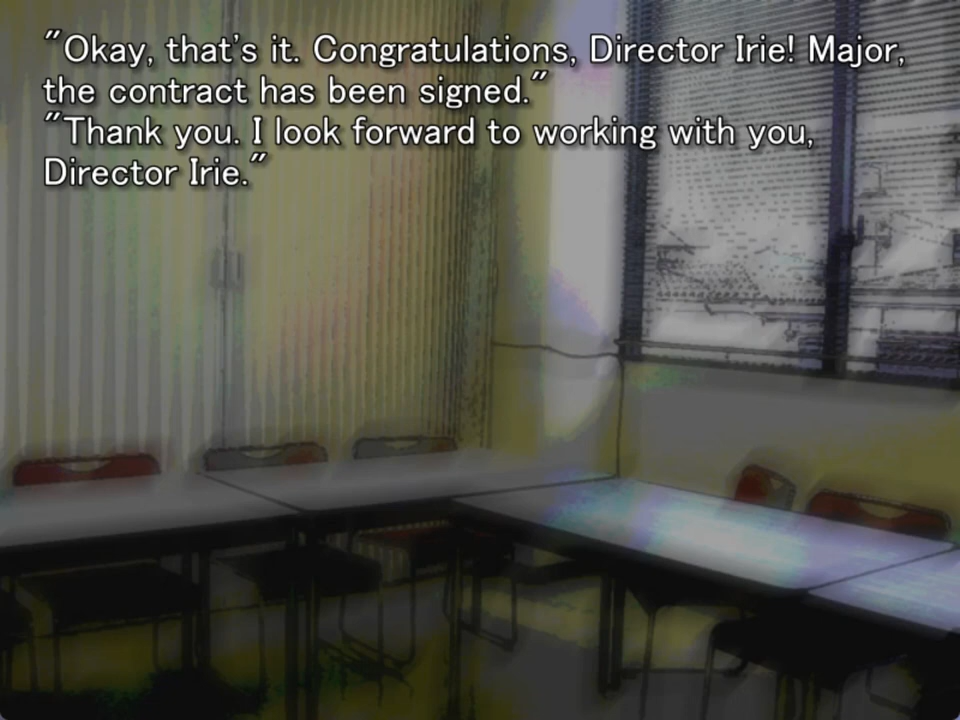 "Okay, that's it. Congratulations, Director Irie! Major,
the contract has been signed."
"Thank you. I look forward to working with you,
Director Irie."